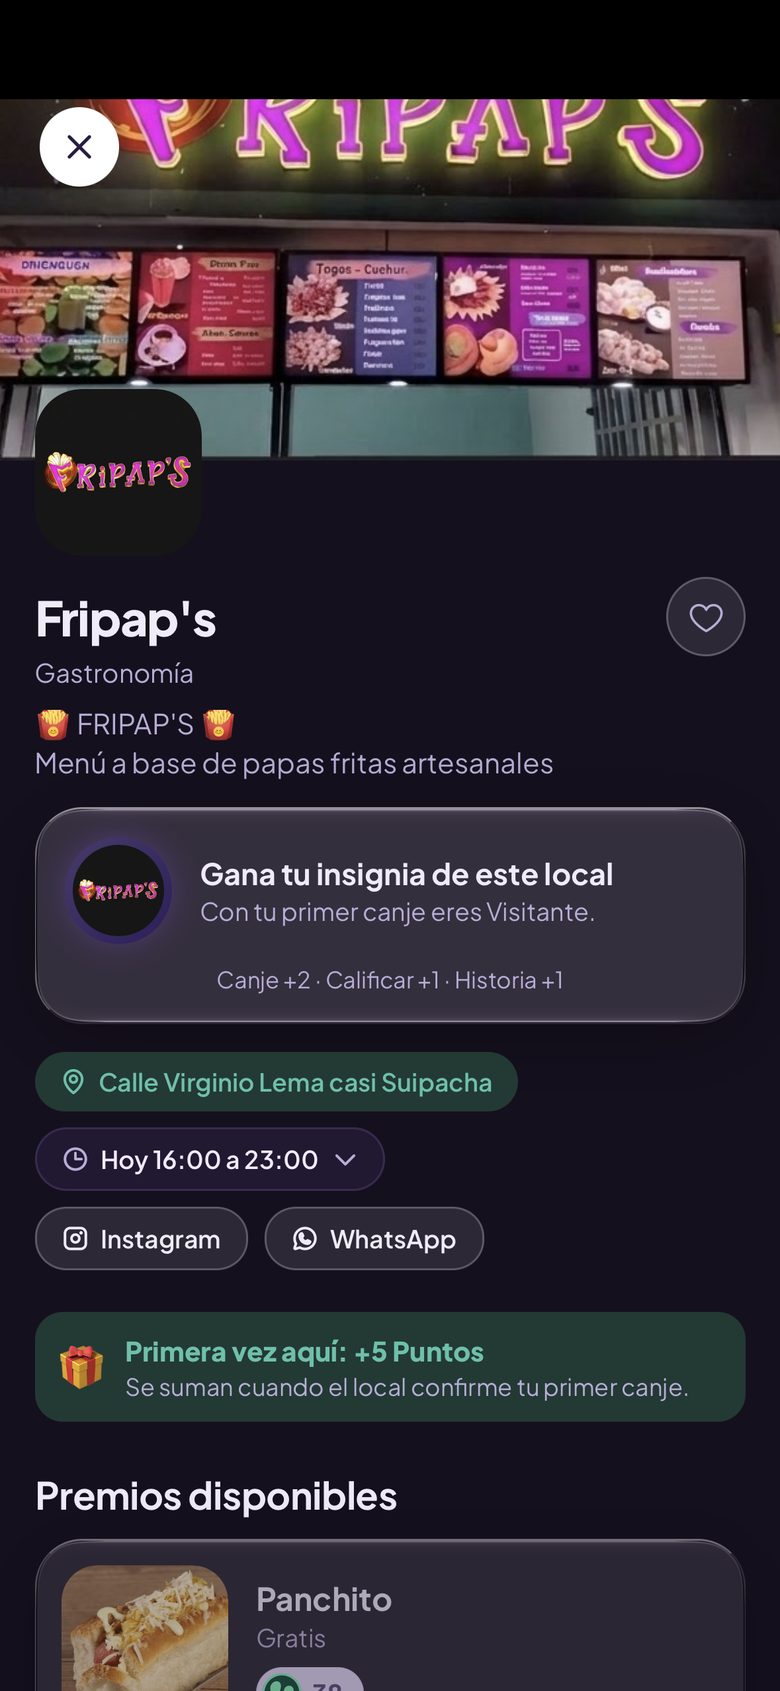 FRIPAP'S
FRIPAP'S
Fripap's
Gastronomía
🍟 FRIPAP'S 🍟
Menú a base de papas fritas artesanales
FRIPAP'S
Gana tu insignia de este local
Con tu primer canje eres Visitante.
Canje +2 · Calificar +1 · Historia +1
Calle Virginio Lema casi Suipacha
Hoy 16:00 a 23:00
Instagram
WhatsApp
Primera vez aquí: +5 Puntos
Se suman cuando el local confirme tu primer canje.
Premios disponibles
Panchito
Gratis